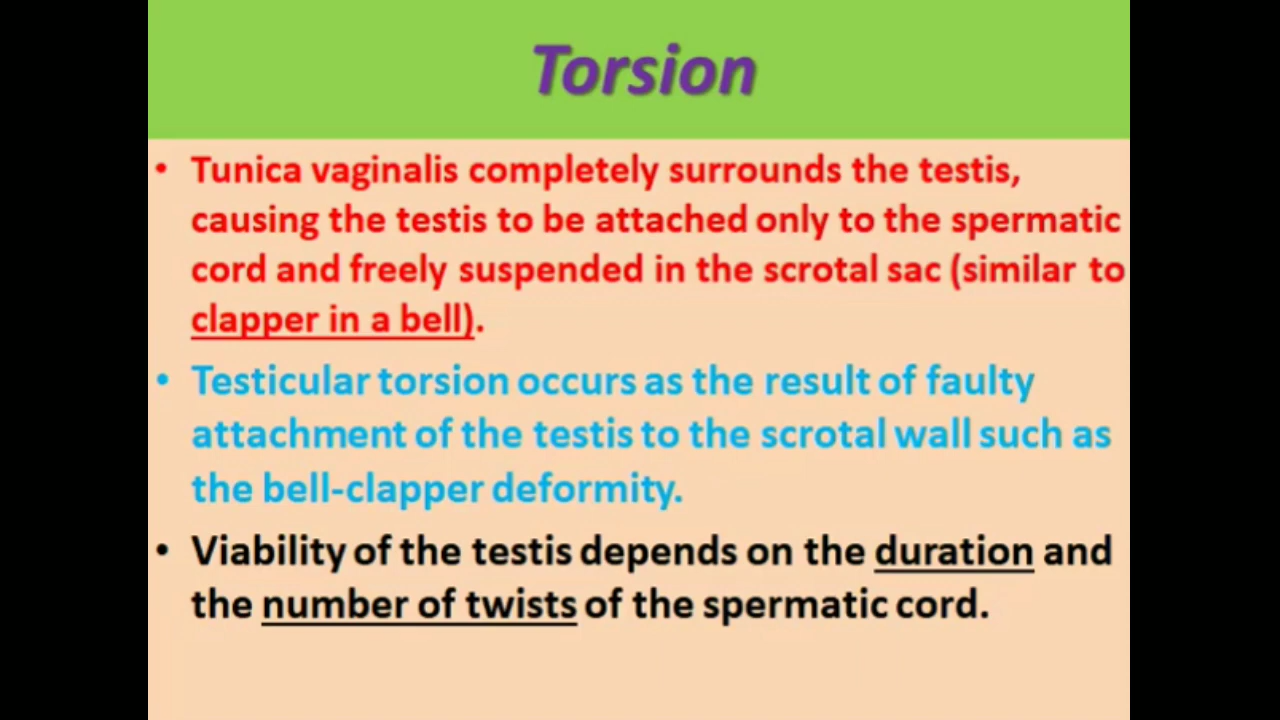 Torsion
• Tunica vaginalis completely surrounds the testis,
causing the testis to be attached only to the spermatic
cord and freely suspended in the scrotal sac (similar to
clapper in a bell).
• Testicular torsion occurs as the result of faulty
attachment of the testis to the scrotal wall such as
the bell-clapper deformity.
• Viability of the testis depends on the duration and
the number of twists of the spermatic cord.